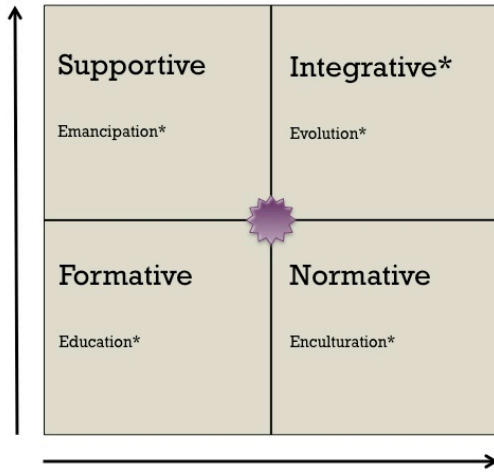 Supportive
Integrative*
Emancipation*
Evolution*
Formative
Normative
Education*
Enculturation*